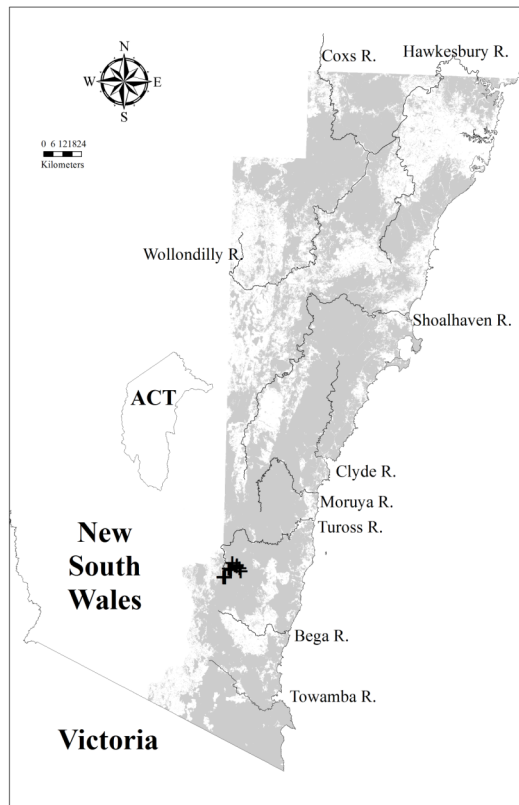 Coxs R.
Hawkesbury R.
N
W E
S
0 6 121824
Kilometers
Wollondilly R.
Shoalhaven R.
ACT
Clyde R.
Moruya R.
Tuross R.
New
South
Wales
Bega R.
Towamba R.
Victoria